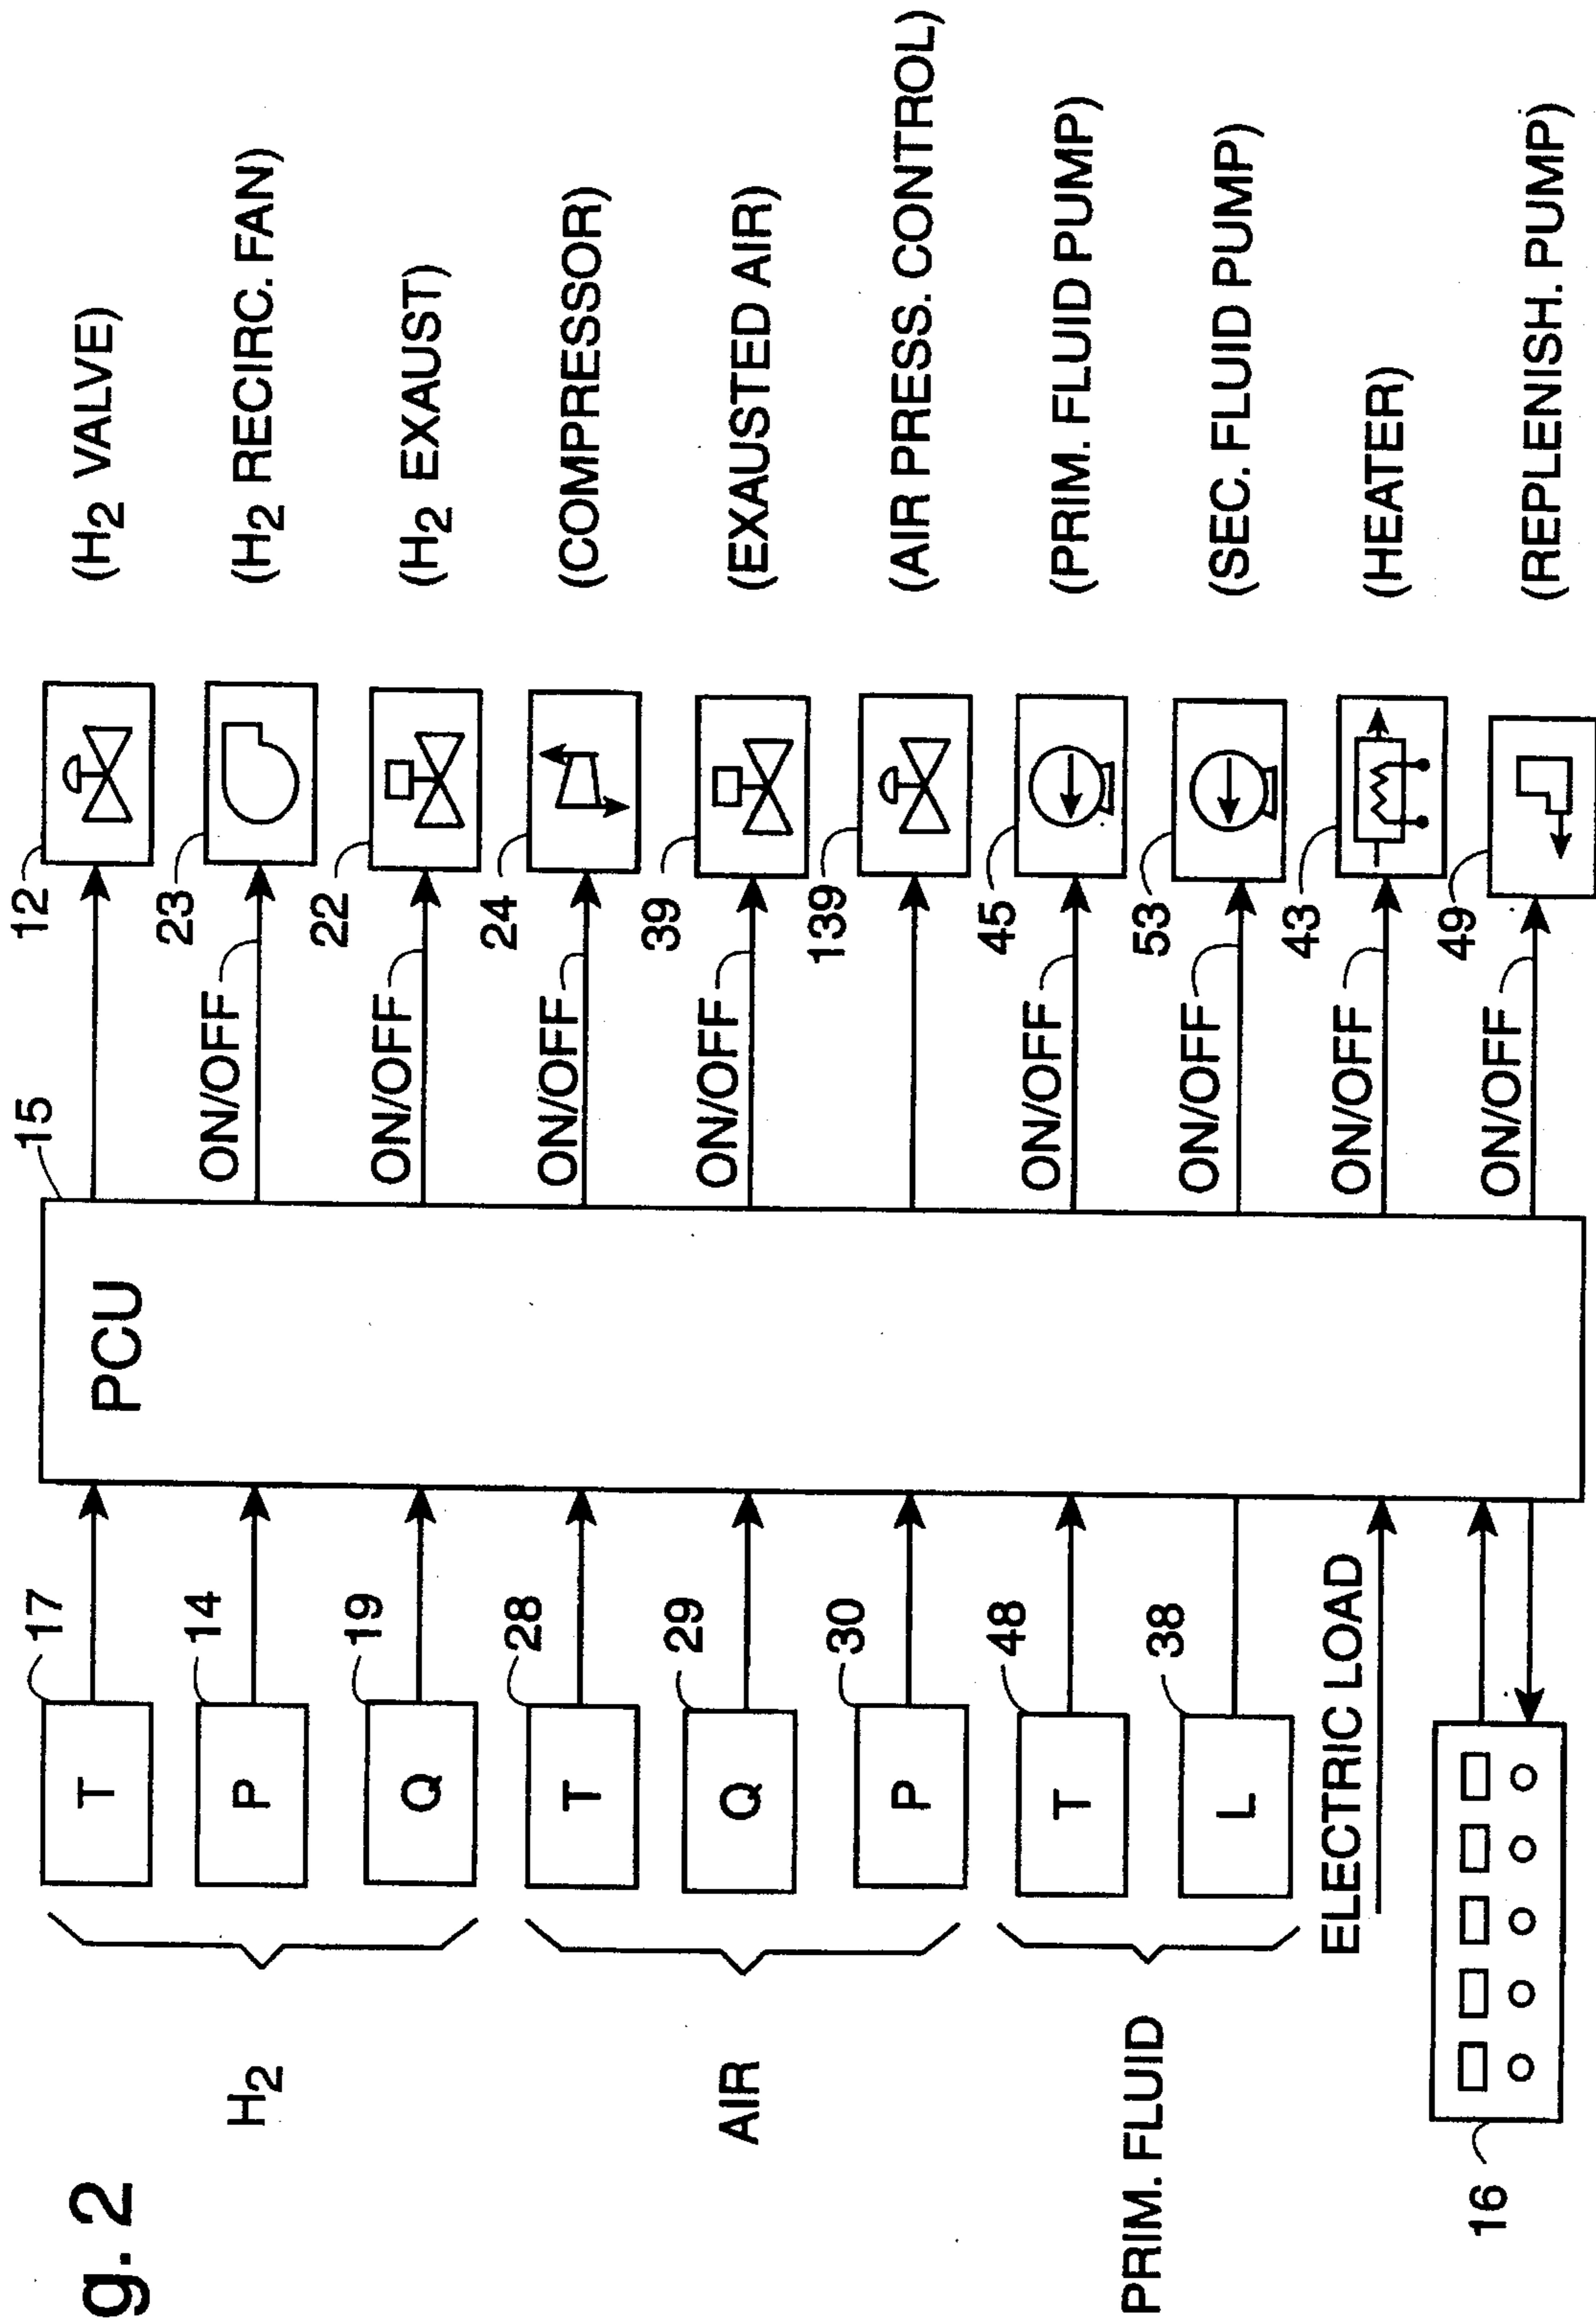 g. 2
H2
AIR
PRIM. FLUID
17
T
14
P
19
Q
28
T
29
Q
30
P
48
T
38
L
ELECTRIC LOAD
16
15
PCU
12
(H2 VALVE)
ON/OFF
23
(H2 RECIRC. FAN)
ON/OFF
22
(H2 EXAUST)
ON/OFF
24
(COMPRESSOR)
ON/OFF
39
(EXAUSTED AIR)
139
(AIR PRESS. CONTROL)
ON/OFF
45
(PRIM. FLUID PUMP)
ON/OFF
53
(SEC. FLUID PUMP)
ON/OFF
43
(HEATER)
ON/OFF
49
(REPLENISH. PUMP)